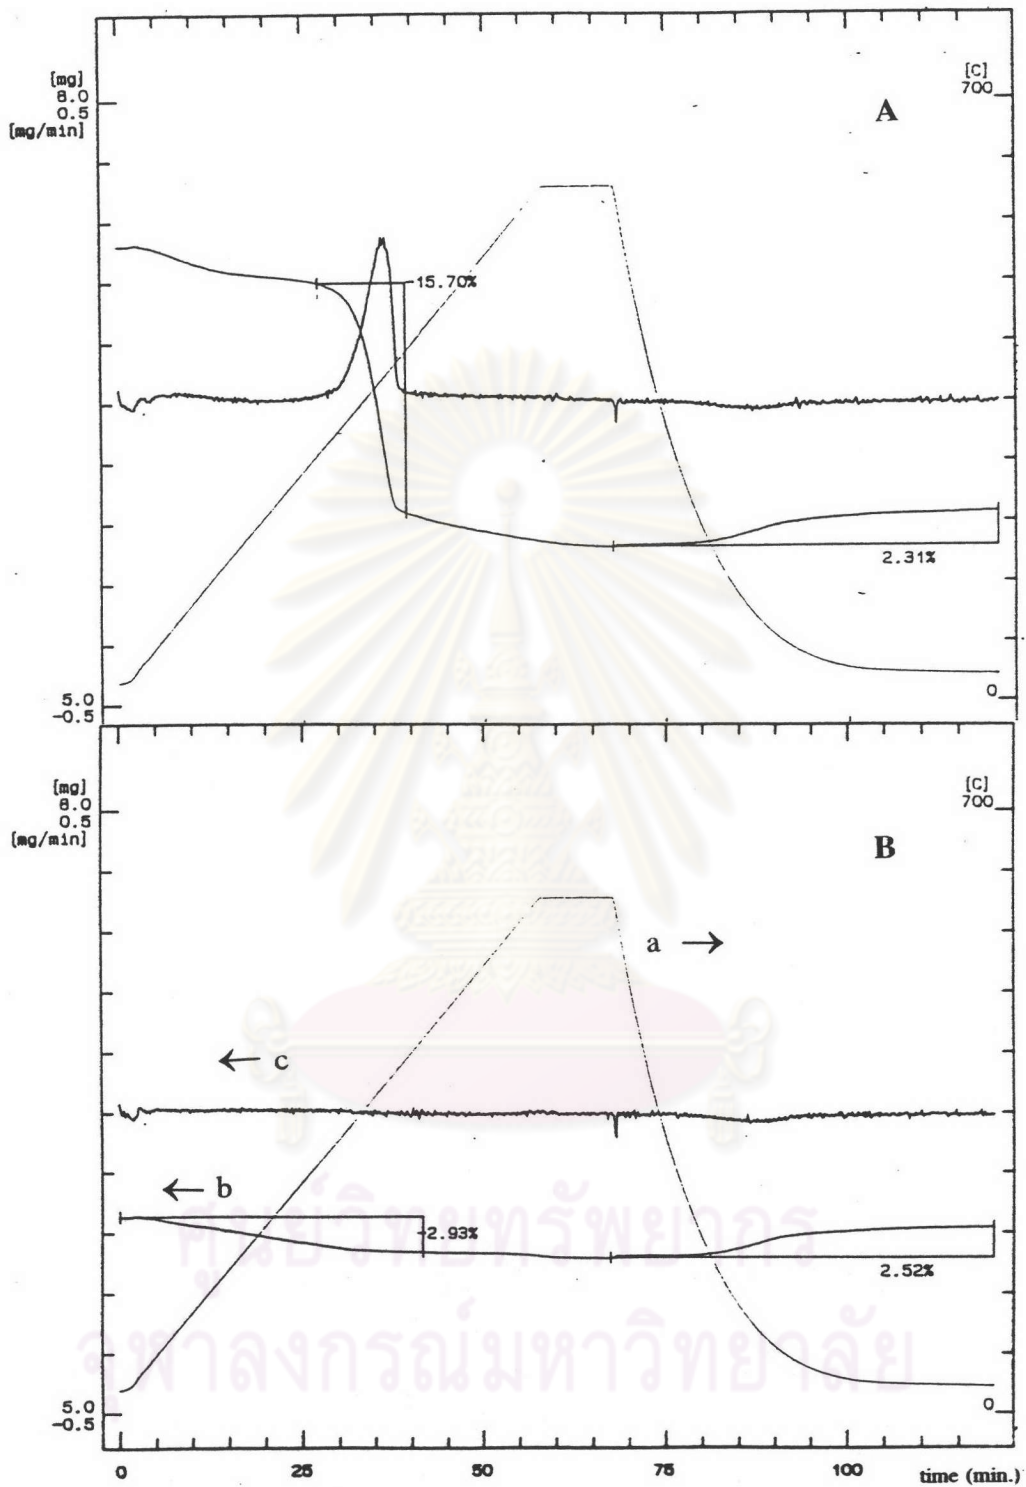 [mg]
8.0
0.5
[mg/min]
[C]
700
A
-15.70%
2.31%
5.0
-0.5
0
[mg]
8.0
0.5
[mg/min]
[C]
700
B
a →
← c
← b
-2.93%
2.52%
ศูนย์วิทยทรัพยากร
จุฬาลงกรณ์มหาวิทยาลัย
5.0
-0.5
0
0 25 50 75 100 time (min.)